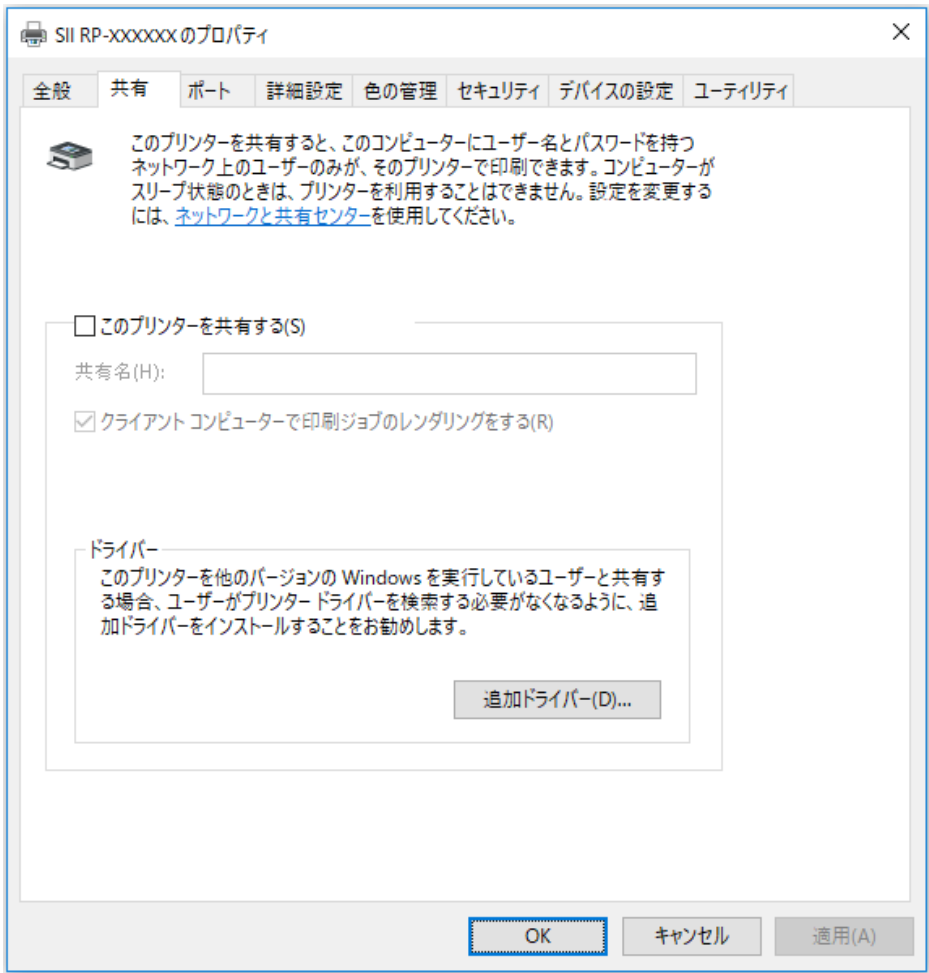 SII RP-XXXXXX のプロパティ
全般 共有 ポート 詳細設定 色の管理 セキュリティ デバイスの設定 ユーティリティ
このプリンターを共有すると、このコンピューターにユーザー名とパスワードを持つ
ネットワーク上のユーザーのみが、そのプリンターで印刷できます。コンピューターが
スリープ状態のときは、プリンターを利用することはできません。設定を変更する
には、ネットワークと共有センターを使用してください。
このプリンターを共有する(S)
共有名(H):
クライアント コンピューターで印刷ジョブのレンダリングをする(R)
ドライバー
このプリンターを他のバージョンの Windows を実行しているユーザーと共有す
る場合、ユーザーがプリンター ドライバーを検索する必要がなくなるように、追
加ドライバーをインストールすることをお勧めします。
追加ドライバー(D)...
OK キャンセル 適用(A)